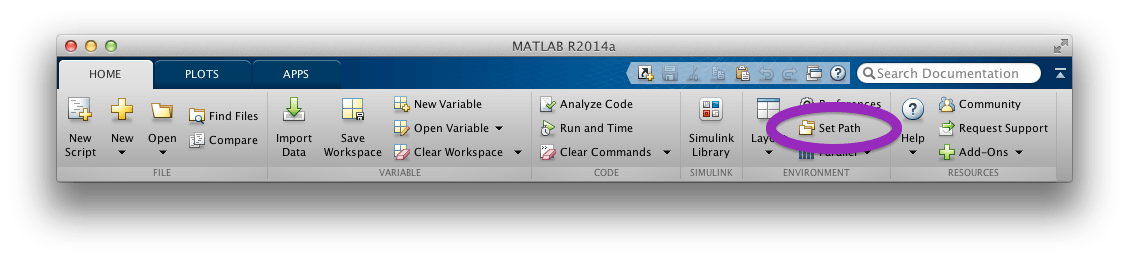 MATLAB R2014a
HOME
PLOTS
APPS
Search Documentation
New
Script
New
Open
Find Files
Compare
FILE
Import
Data
Save
Workspace
New Variable
Open Variable
Clear Workspace
VARIABLE
Analyze Code
Run and Time
Clear Commands
CODE
Simulink
Library
SIMULINK
Preferences
Set Path
Parallel
ENVIRONMENT
Help
Community
Request Support
Add-Ons
RESOURCES